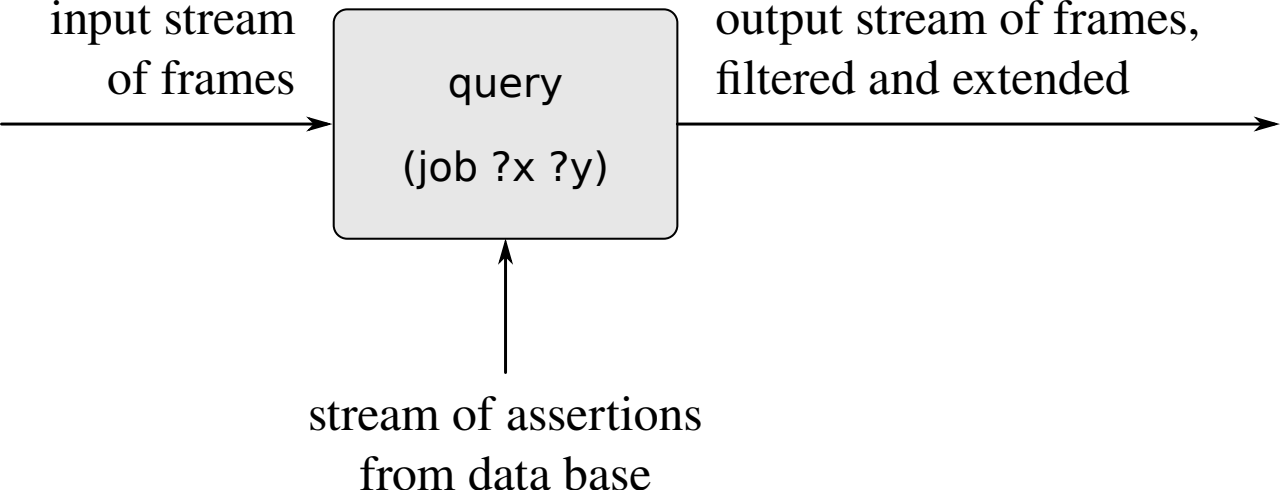 input stream
of frames
query
(job ?x ?y)
output stream of frames,
filtered and extended
stream of assertions
from data base